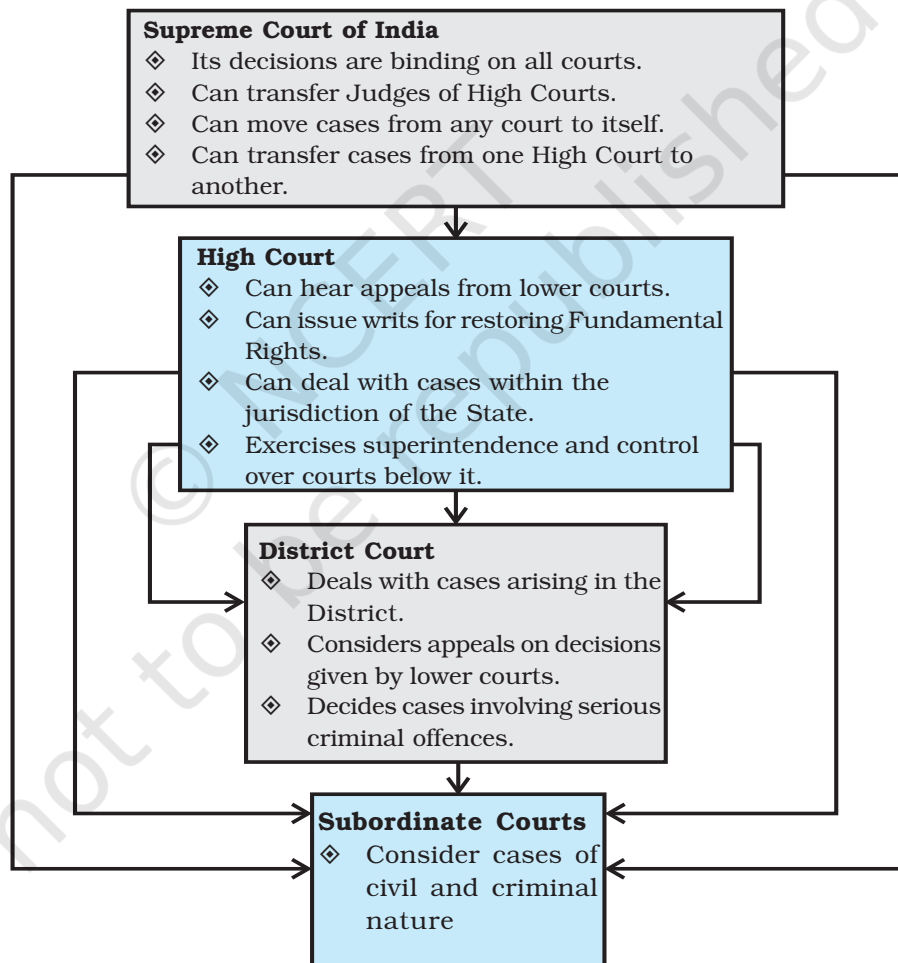 Supreme Court of India
◈ Its decisions are binding on all courts.
◈ Can transfer Judges of High Courts.
◈ Can move cases from any court to itself.
◈ Can transfer cases from one High Court to
another.
High Court
◈ Can hear appeals from lower courts.
◈ Can issue writs for restoring Fundamental
Rights.
◈ Can deal with cases within the
jurisdiction of the State.
◈ Exercises superintendence and control
over courts below it.
District Court
◈ Deals with cases arising in the
District.
◈ Considers appeals on decisions
given by lower courts.
◈ Decides cases involving serious
criminal offences.
Subordinate Courts
◈ Consider cases of
civil and criminal
nature
© NCERT
not to be republished